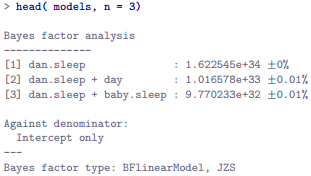 > head( models, n = 3)
Bayes factor analysis
--------------
[1] dan.sleep : 1.622545e+34 ±0%
[2] dan.sleep + day : 1.016578e+33 ±0.01%
[3] dan.sleep + baby.sleep : 9.770233e+32 ±0.01%
Against denominator:
Intercept only
---
Bayes factor type: BFlinearModel, JZS